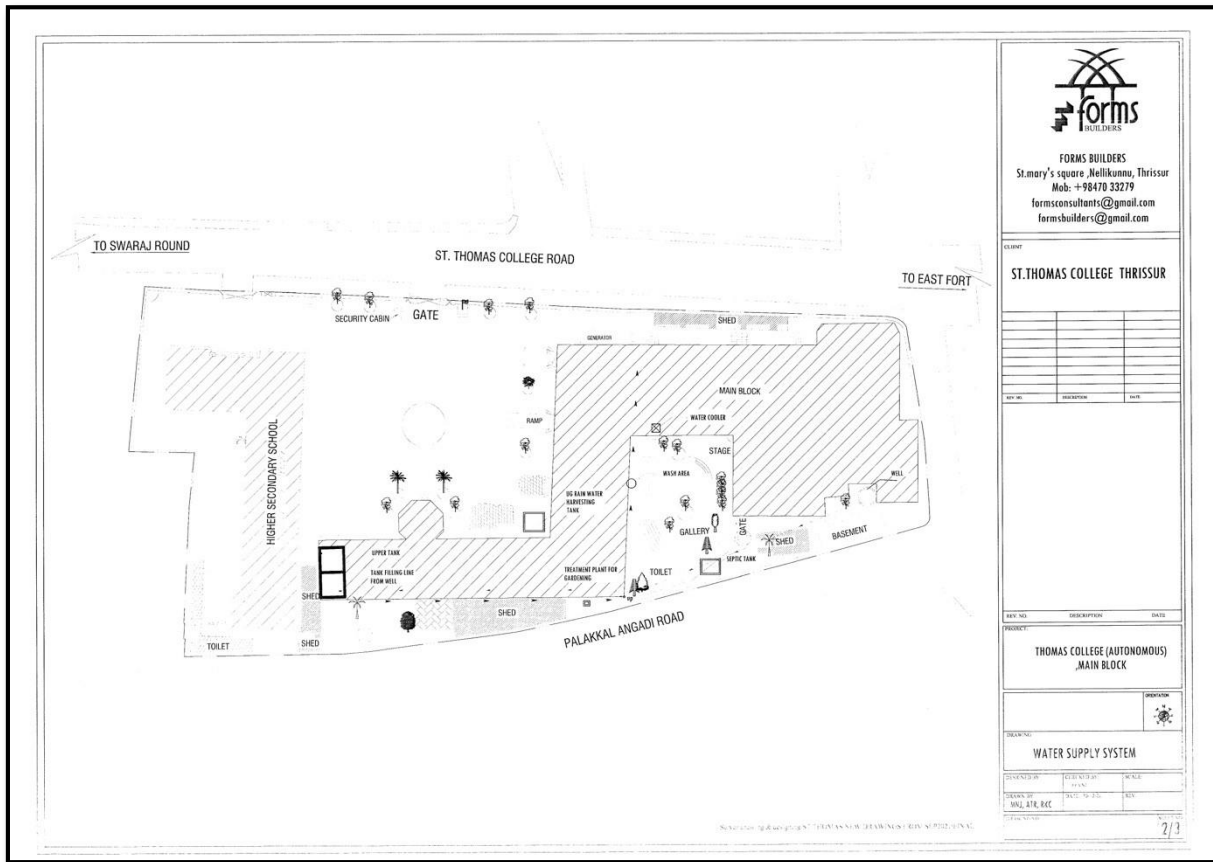 TO SWARAJ ROUND
ST. THOMAS COLLEGE ROAD
TO EAST FORT
SECURITY CABIN
GATE
SHED
GENERATOR
MAIN BLOCK
WATER COOLER
RAMP
STAGE
WASH AREA
WELL
HIGHER SECONDARY SCHOOL
UG RAIN WATER
HARVESTING
TANK
GALLERY
GATE
BASEMENT
SHED
UPPER TANK
SEPTIC TANK
TANK FILLING LINE
FROM WELL
TREATMENT PLANT FOR
GARDENING
TOILET
SHED
SHED
PALAKKAL ANGADI ROAD
TOILET
SHED
forms
BUILDERS
FORMS BUILDERS
St.mary's square ,Nellikunnu, Thrissur
Mob: +98470 33279
formsconsultants@gmail.com
formsbuilders@gmail.com
CLIENT
ST.THOMAS COLLEGE THRISSUR
REV. NO. DESCRIPTION DATE
REV. NO. DESCRIPTION DATE
PROJECT:
THOMAS COLLEGE (AUTONOMOUS)
,MAIN BLOCK
ORIENTATION
DRAWING
WATER SUPPLY SYSTEM
SCALE:
DRAWN BY
MNJ, ATR, RKC
2/3